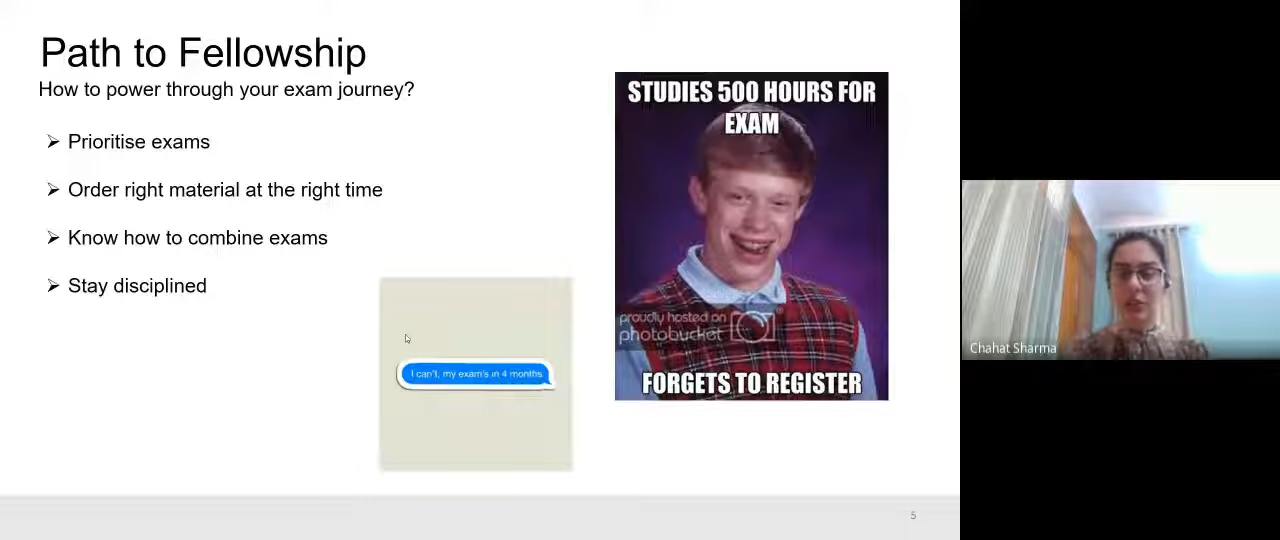 Path to Fellowship
How to power through your exam journey?
Prioritise exams
Order right material at the right time
Know how to combine exams
Stay disciplined
I can't, my exam's in 4 months
STUDIES 500 HOURS FOR
EXAM
proudly hosted on
photobucket
FORGETS TO REGISTER
Chahat Sharma
5